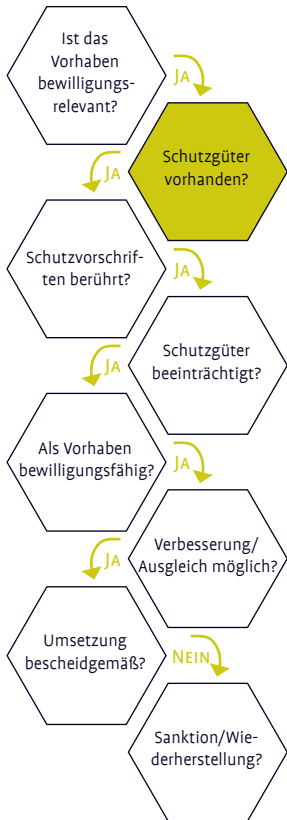 Ist das
Vorhaben
bewilligungs-
relevant?
JA
Schutzgüter
vorhanden?
JA
Schutzvorschrif-
ten berührt?
JA
Schutzgüter
beeinträchtigt?
JA
Als Vorhaben
bewilligungsfähig?
JA
Verbesserung/
Ausgleich möglich?
JA
Umsetzung
bescheidgemäß?
NEIN
Sanktion/Wie-
derherstellung?